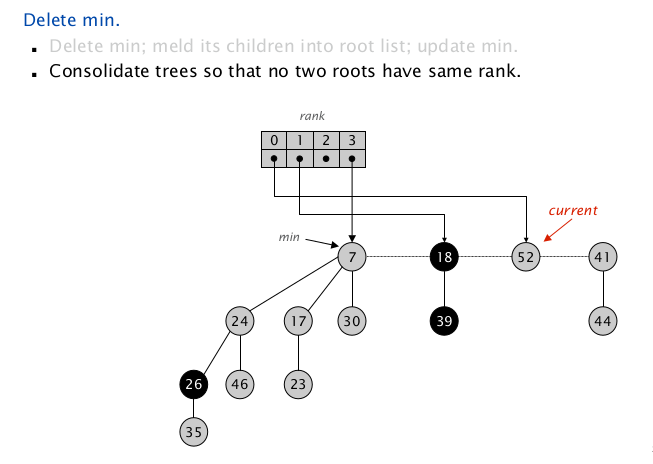 Delete min.
▪ Delete min; meld its children into root list; update min.
▪ Consolidate trees so that no two roots have same rank.
rank
0 1 2 3
current
min
7 18 52 41
24 17 30 39 44
26 46 23
35